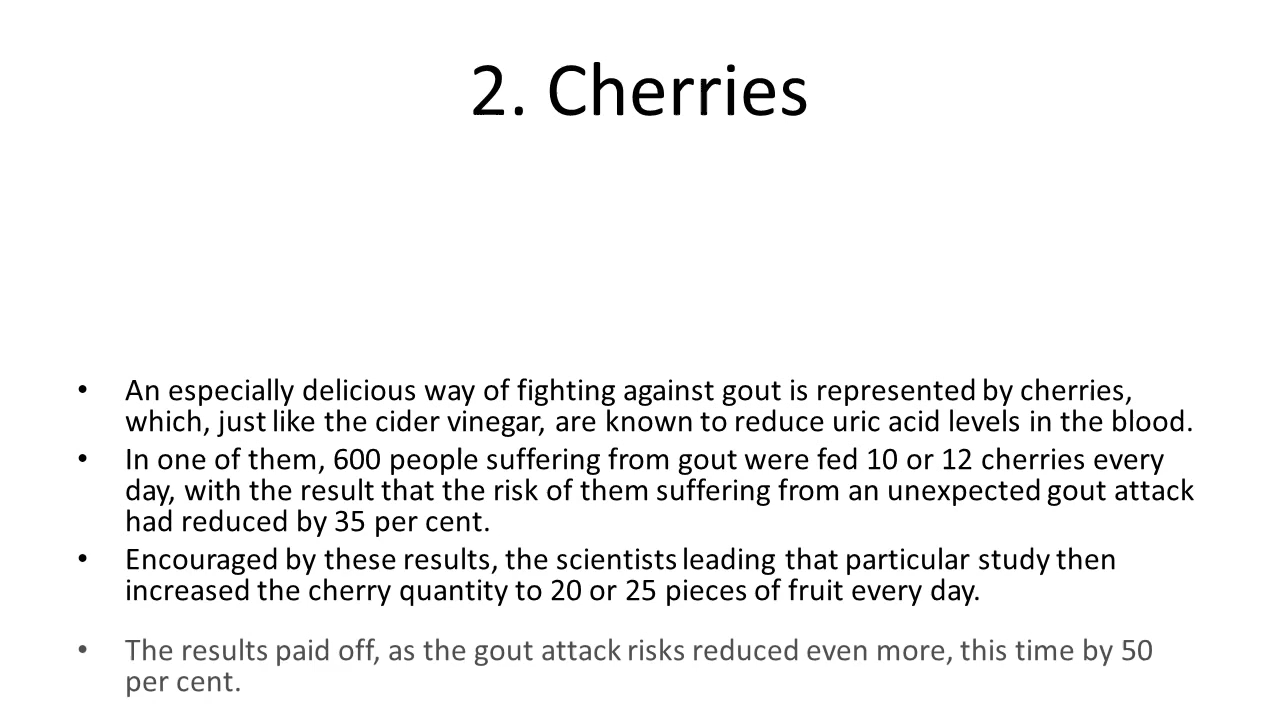 2. Cherries
• An especially delicious way of fighting against gout is represented by cherries,
which, just like the cider vinegar, are known to reduce uric acid levels in the blood.
• In one of them, 600 people suffering from gout were fed 10 or 12 cherries every
day, with the result that the risk of them suffering from an unexpected gout attack
had reduced by 35 per cent.
• Encouraged by these results, the scientists leading that particular study then
increased the cherry quantity to 20 or 25 pieces of fruit every day.
• The results paid off, as the gout attack risks reduced even more, this time by 50
per cent.